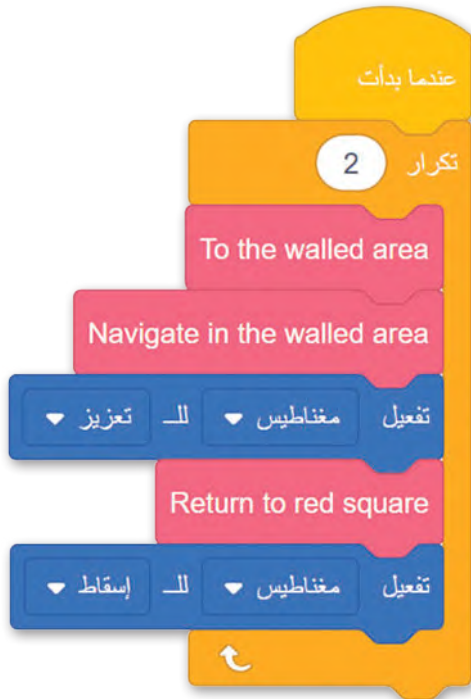 عندما بدأت
تكرار 2
To the walled area
Navigate in the walled area
تفعيل مغناطيس للـ تعزيز
Return to red square
تفعيل مغناطيس للـ إسقاط